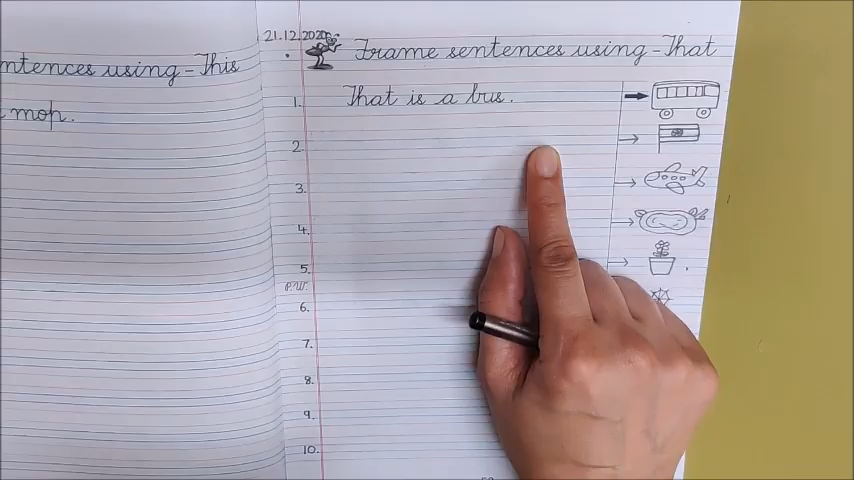 ntences using - This
mop.
21.12.2020
Frame sentences using - That
1. That is a bus.
2.
3.
4.
5.
P.W.
6.
7.
8.
9.
10.